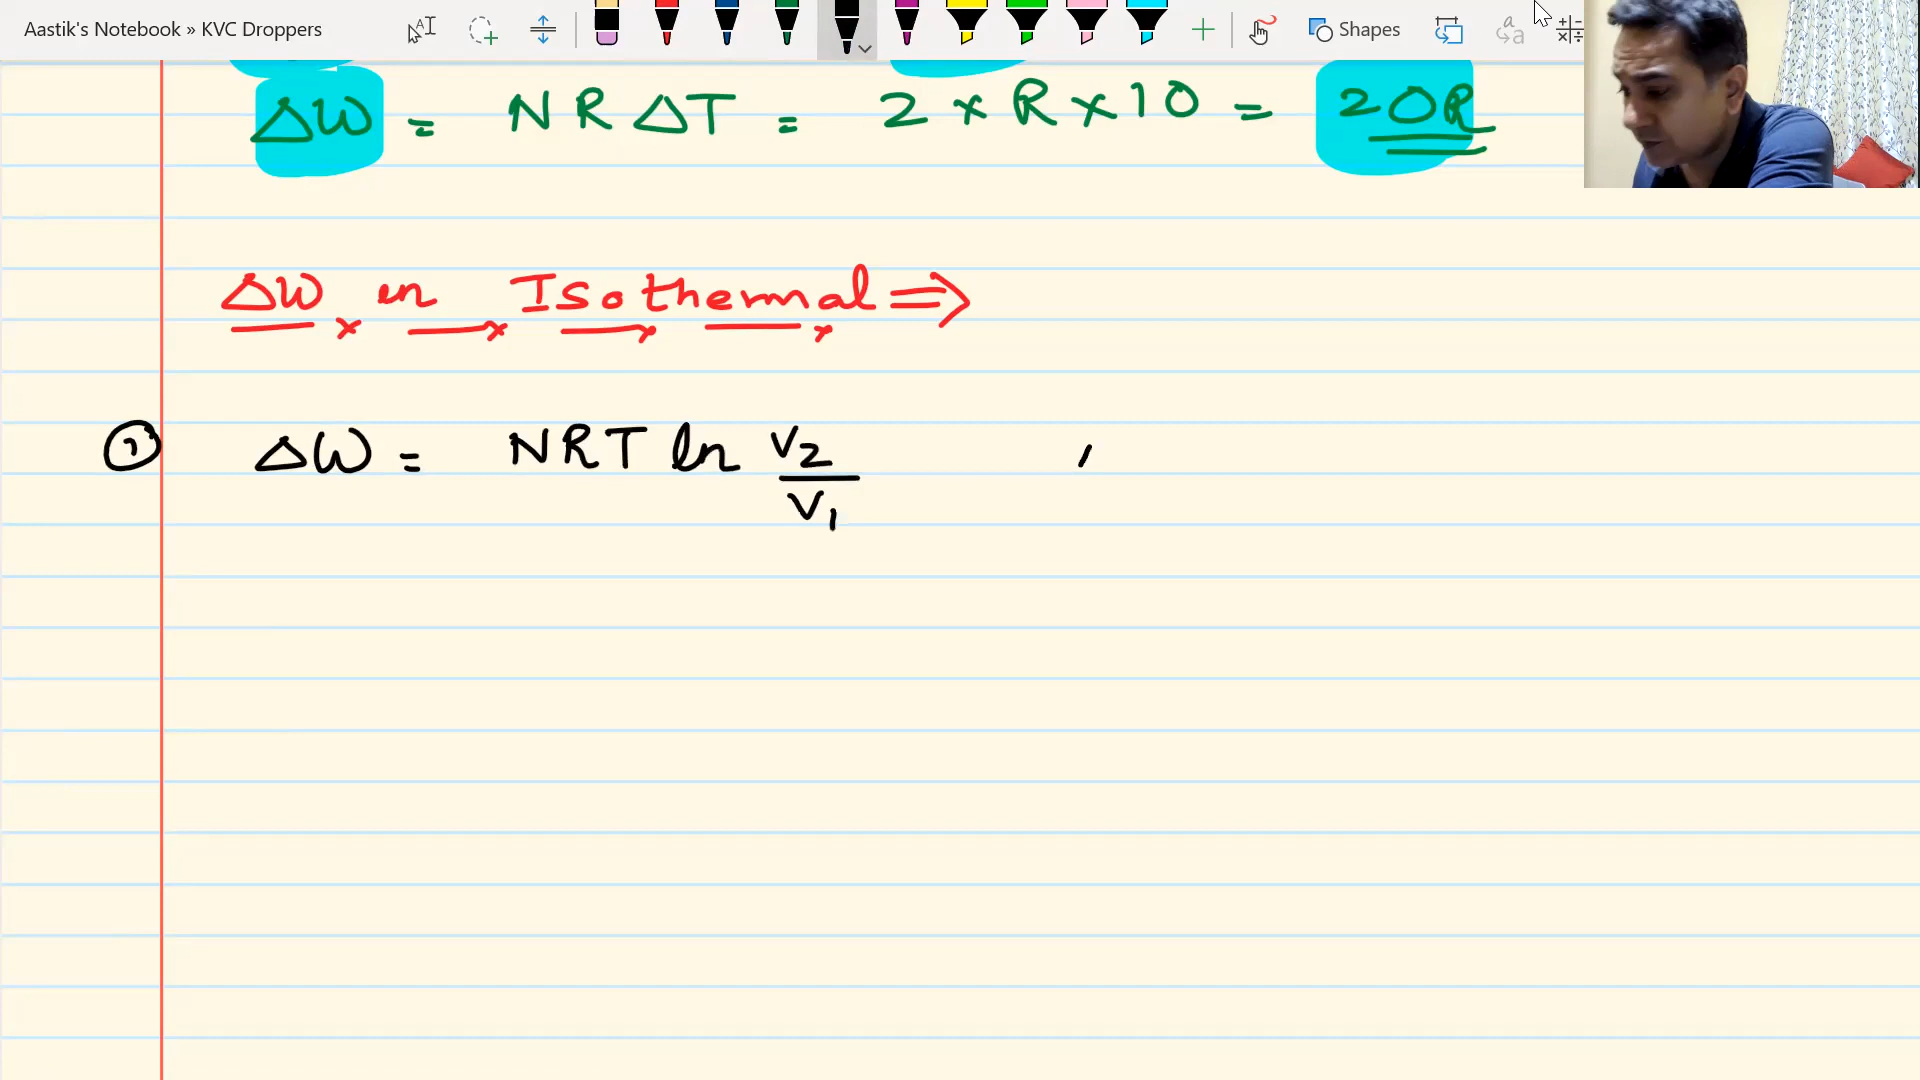 Aastik's Notebook » KVC Droppers
Shapes
ΔW = NRΔT = 2 × R × 10 = 20R
ΔW in Isothermal ⇒
① ΔW = NRT ln V2/V1